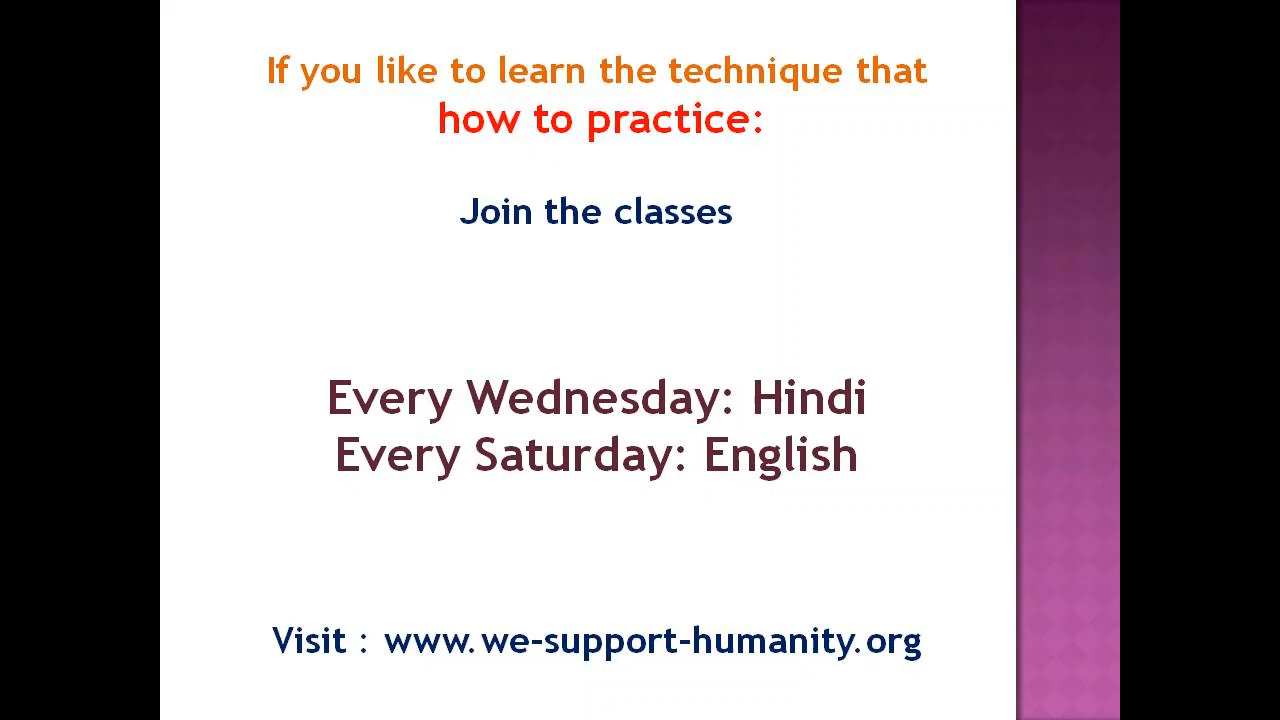 If you like to learn the technique that
how to practice:
Join the classes
Every Wednesday: Hindi
Every Saturday: English
Visit : www.we-support-humanity.org